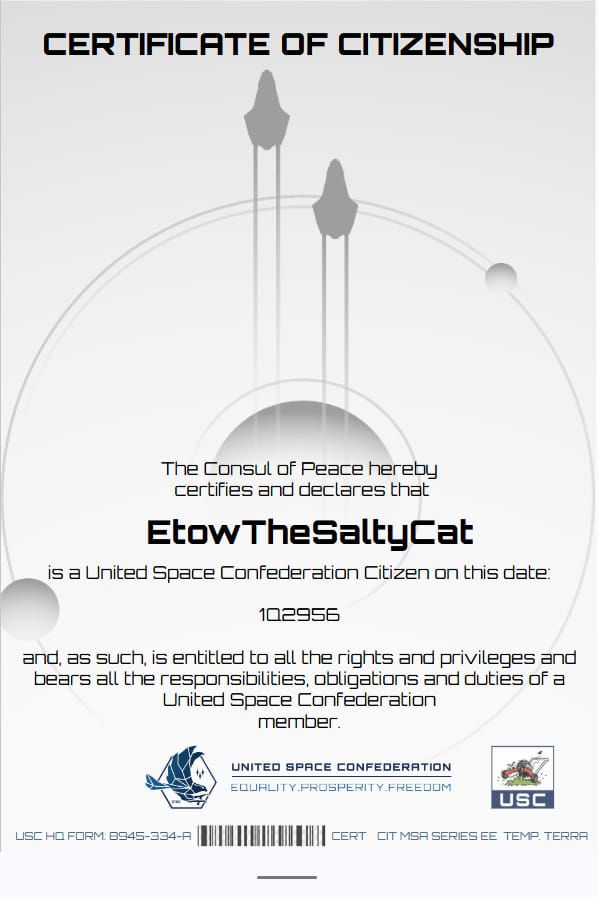 CERTIFICATE OF CITIZENSHIP
The Consul of Peace hereby
certifies and declares that
EtowTheSaltyCat
is a United Space Confederation Citizen on this date:
1Q2956
and, as such, is entitled to all the rights and privileges and
bears all the responsibilities, obligations and duties of a
United Space Confederation
member.
UNITED SPACE CONFEDERATION
EQUALITY.PROSPERITY.FREEDOM
USC
USC HQ FORM: 8945-334-A CERT CIT MSA SERIES EE TEMP. TERRA